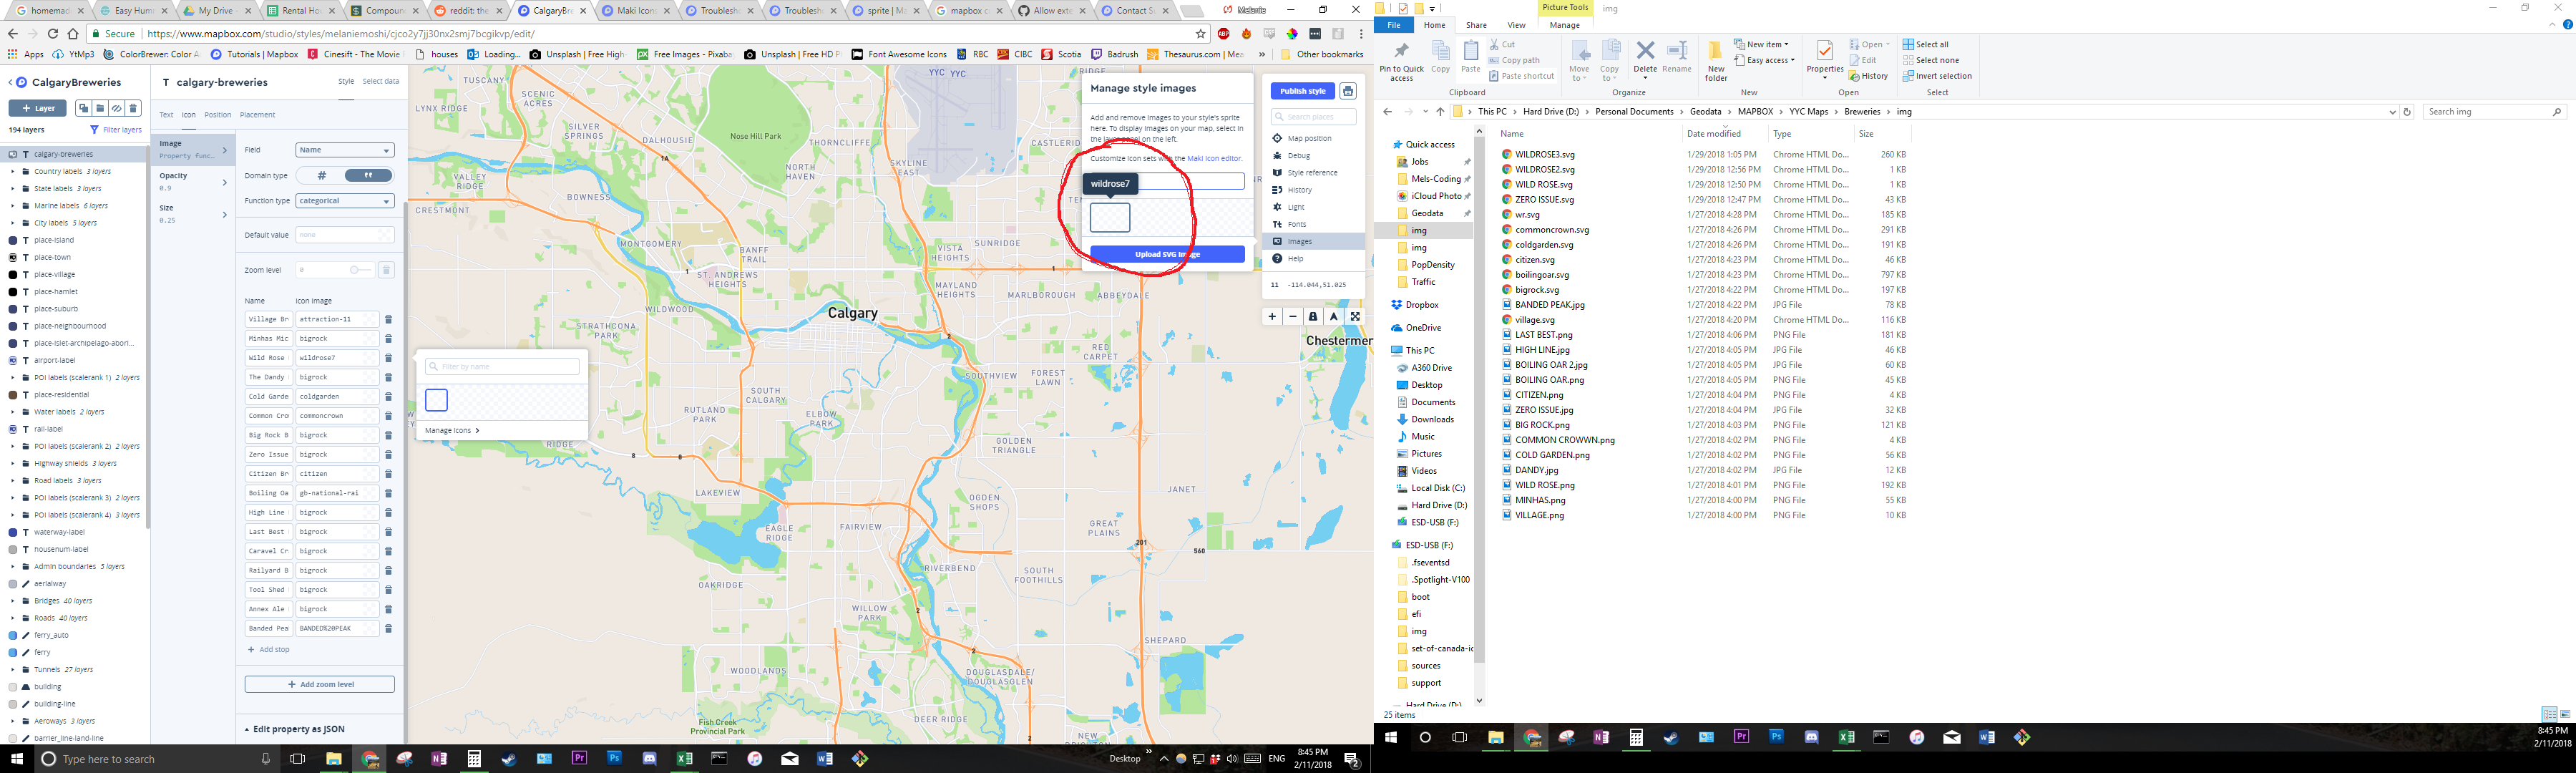 homemade
Easy Hum
My Drive -
Rental Ho
Compoun
reddit: the
CalgaryBre
Maki Icons
Troublesho
Troublesho
sprite | Ma
mapbox c
Allow exte
Contact Su
Melanie
Secure | https://www.mapbox.com/studio/styles/melaniemoshi/cjco2y7jj30nx2smj7bcgikvp/edit/
Apps
YtMp3
ColorBrewer: Color A
Tutorials | Mapbox
Cinesift - The Movie
houses
Loading...
Unsplash | Free High
Free Images - Pixaba
Unsplash | Free HD P
Font Awesome Icons
RBC
CIBC
Scotia
Badrush
Thesaurus.com | Mea
»
Other bookmarks
CalgaryBreweries
+ Layer
194 layers
Filter layers
calgary-breweries
Country labels 3 layers
State labels 3 layers
Marine labels 6 layers
City labels 5 layers
place-island
place-town
place-village
place-hamlet
place-suburb
place-neighbourhood
place-islet-archipelago-abori...
airport-label
POI labels (scalerank 1) 2 layers
place-residential
Water labels 2 layers
rail-label
POI labels (scalerank 2) 2 layers
Highway shields 3 layers
Road labels 3 layers
POI labels (scalerank 3) 2 layers
POI labels (scalerank 4) 3 layers
waterway-label
housenum-label
Admin boundaries 5 layers
aerialway
Bridges 40 layers
Roads 40 layers
ferry_auto
ferry
Tunnels 27 layers
building
building-line
Aeroways 3 layers
barrier_line-land-line
T calgary-breweries
Style
Select data
Text
Icon
Position
Placement
Image
Property Func...
Opacity
0.9
Size
0.25
Field
Name
Domain type
#
Function type
categorical
Default value
none
Zoom level
#
Name
Icon image
Village Br
attraction-11
Minhas Mic
bigrock
Wild Rose
wildrose7
The Dandy
bigrock
Cold Garde
coldgarden
Common Cro
commoncrown
Big Rock B
bigrock
Zero Issue
bigrock
Citizen Br
citizen
Boiling Oa
gb-national-rai
High Line
bigrock
Last Best
bigrock
Caravel Cr
bigrock
Railyard B
bigrock
Tool Shed
bigrock
Annex Ale
bigrock
Banded Pea
BANDED%20PEAK
+ Add stop
+ Add zoom level
Edit property as JSON
Filter by name
Manage icons
TUSCANY
LYNX RIDGE
SCENIC
ACRES
SILVER
SPRINGS
DALHOUSIE
1A
Nose Hill Park
THORNCLIFFE
NORTH
HAVEN
SKYLINE
EAST
YYC YYC
RIDGE
CASTLERID
VALLEY
RIDGE
BOWNESS
CRESTMONT
MONTGOMERY
BANFF
TRAIL
ST. ANDREWS
HEIGHTS
WINSTON
HEIGHTS
VISTA
HEIGHTS
SUNRIDGE
MAYLAND
HEIGHTS
MARLBOROUGH
ABBEYDALE
WILDWOOD
STRATHCONA
PARK
Calgary
RED
CARPET
Chestermer
SOUTHVIEW
FOREST
LAWN
SOUTH
CALGARY
RUTLAND
PARK
ELBOW
PARK
RIDGE
8
8
GOLDEN
TRIANGLE
LAKEVIEW
OGDEN
SHOPS
JANET
EAGLE
RIDGE
FAIRVIEW
GREAT
PLAINS
201
560
OAKRIDGE
RIVERBEND
SOUTH
FOOTHILLS
WILLOW
PARK
2
SHEPARD
WOODLANDS
DOUGLASDALE/
DOUGLASGLEN
Fish Creek
Provincial Park
DEER RIDGE
NEW
Manage style images
Add and remove images to your style's sprite
here. To display images on your map, select in
the layer panel on the left.
Customize icon sets with the Maki Icon editor.
wildrose7
Upload SVG image
Publish style
Search places
Map position
Debug
Style reference
History
Light
Fonts
Images
Help
11 -114.044,51.025
Type here to search
Desktop
ENG
8:45 PM
2/11/2018
Picture Tools
img
File
Home
Share
View
Manage
Pin to Quick
access
Copy
Paste
Cut
Copy path
Paste shortcut
Clipboard
Move
to
Copy
to
Delete
Rename
Organize
New
folder
New item
Easy access
New
Properties
Open
Edit
History
Open
Select all
Select none
Invert selection
Select
This PC > Hard Drive (D:) > Personal Documents > Geodata > MAPBOX > YYC Maps > Breweries > img
Search img
Quick access
Jobs
Mels-Coding
iCloud Photo
Geodata
img
img
PopDensity
Traffic
Dropbox
OneDrive
This PC
A360 Drive
Desktop
Documents
Downloads
Music
Pictures
Videos
Local Disk (C:)
Hard Drive (D:)
ESD-USB (F:)
ESD-USB (F:)
.fseventsd
.Spotlight-V100
boot
efi
img
set-of-canada-ic
sources
support
Hard Drive (D:)
Name Date modified Type Size
WILDROSE3.svg 1/29/2018 1:05 PM Chrome HTML Do... 260 KB
WILDROSE2.svg 1/29/2018 12:56 PM Chrome HTML Do... 1 KB
WILD ROSE.svg 1/29/2018 12:50 PM Chrome HTML Do... 1 KB
ZERO ISSUE.svg 1/29/2018 12:47 PM Chrome HTML Do... 43 KB
wr.svg 1/27/2018 4:28 PM Chrome HTML Do... 185 KB
commoncrown.svg 1/27/2018 4:26 PM Chrome HTML Do... 291 KB
coldgarden.svg 1/27/2018 4:26 PM Chrome HTML Do... 191 KB
citizen.svg 1/27/2018 4:23 PM Chrome HTML Do... 46 KB
boilingoar.svg 1/27/2018 4:23 PM Chrome HTML Do... 797 KB
bigrock.svg 1/27/2018 4:22 PM Chrome HTML Do... 197 KB
BANDED PEAK.jpg 1/27/2018 4:22 PM JPG File 78 KB
village.svg 1/27/2018 4:20 PM Chrome HTML Do... 116 KB
LAST BEST.png 1/27/2018 4:06 PM PNG File 181 KB
HIGH LINE.jpg 1/27/2018 4:05 PM JPG File 46 KB
BOILING OAR 2.jpg 1/27/2018 4:05 PM JPG File 60 KB
BOILING OAR.png 1/27/2018 4:05 PM PNG File 45 KB
CITIZEN.png 1/27/2018 4:04 PM PNG File 4 KB
ZERO ISSUE.jpg 1/27/2018 4:04 PM JPG File 32 KB
BIG ROCK.png 1/27/2018 4:03 PM PNG File 121 KB
COMMON CROWWN.png 1/27/2018 4:02 PM PNG File 4 KB
COLD GARDEN.png 1/27/2018 4:02 PM PNG File 56 KB
DANDY.jpg 1/27/2018 4:02 PM JPG File 12 KB
WILD ROSE.png 1/27/2018 4:01 PM PNG File 192 KB
MINHAS.png 1/27/2018 4:00 PM PNG File 55 KB
VILLAGE.png 1/27/2018 4:00 PM PNG File 10 KB
25 items
8:45 PM
2/11/2018